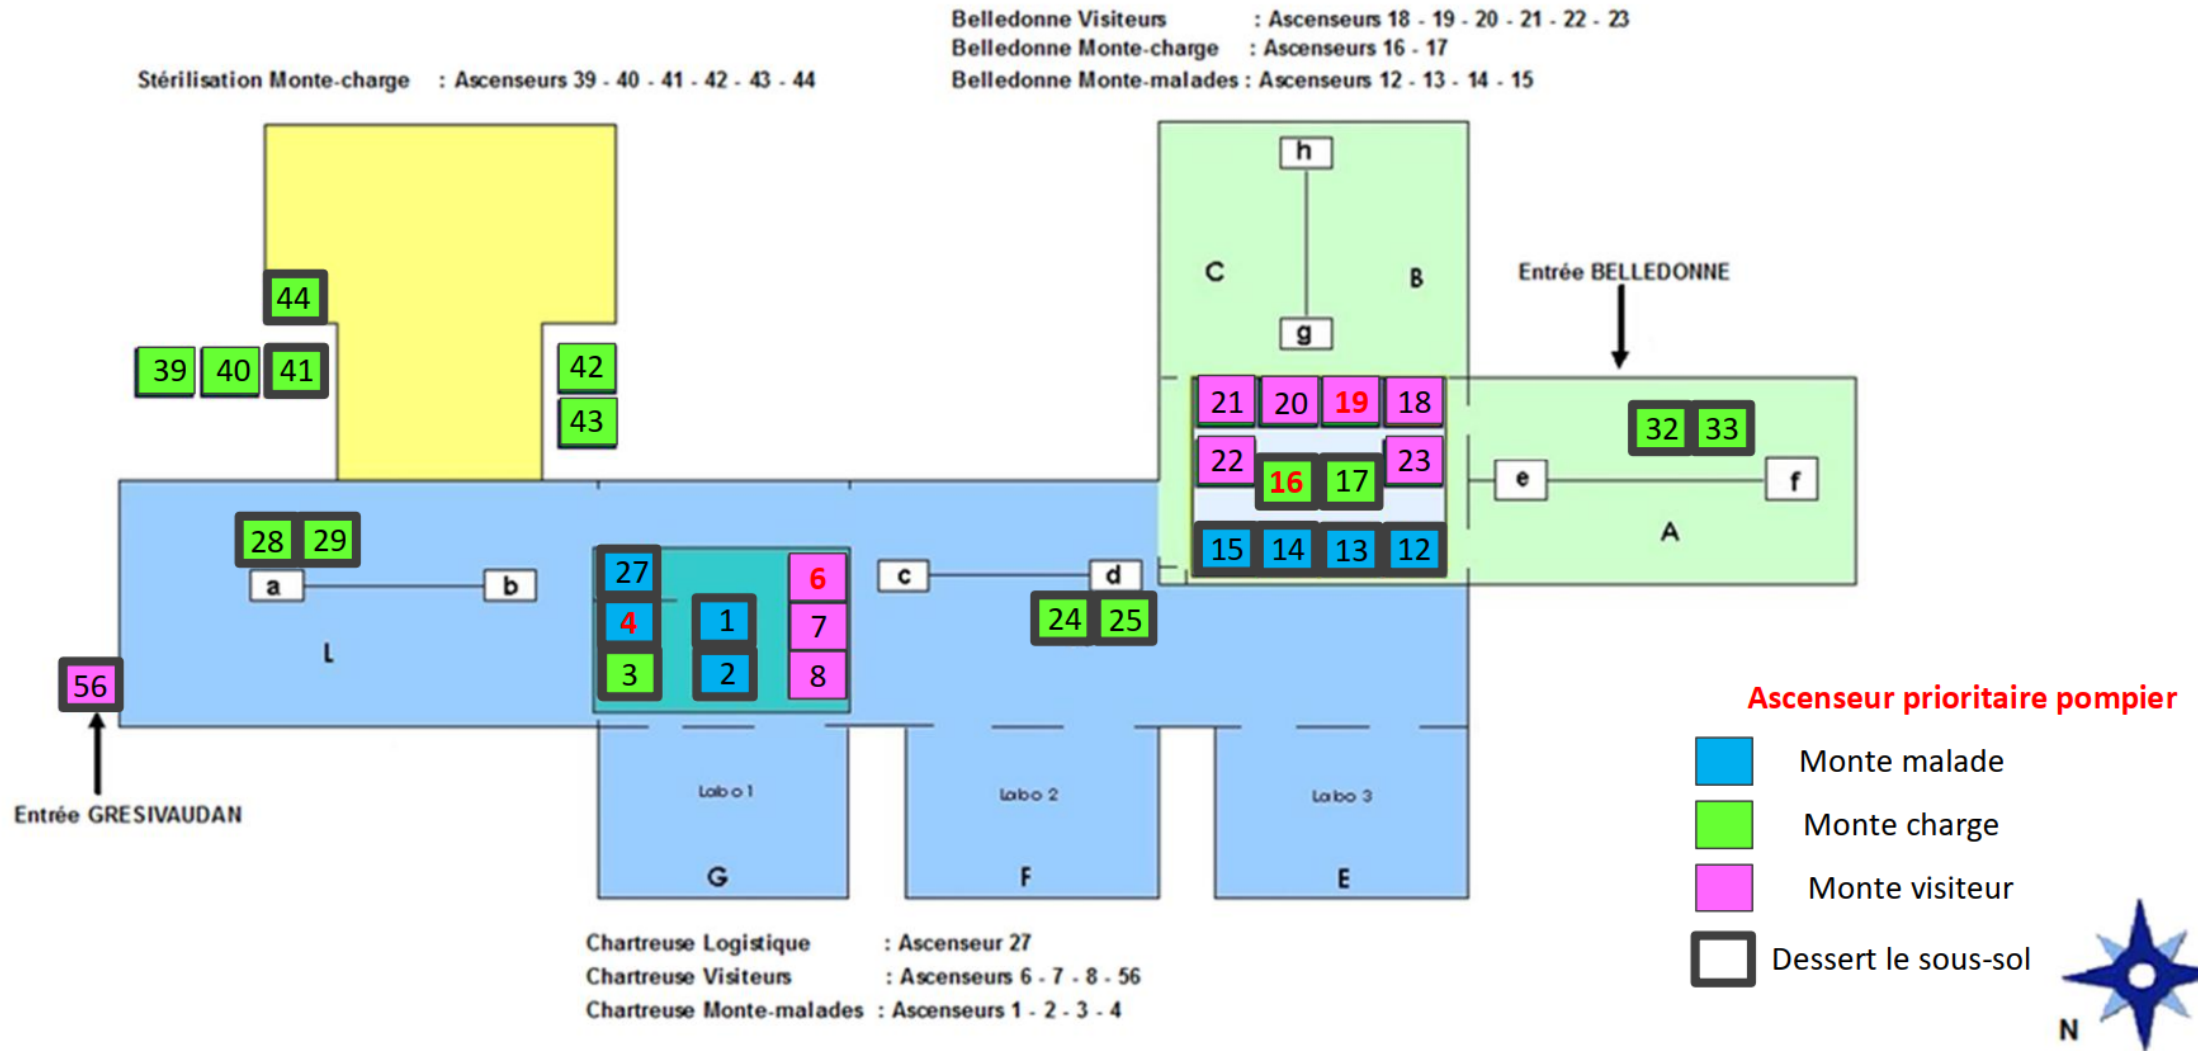 Belledonne Visiteurs : Ascenseurs 18 - 19 - 20 - 21 - 22 - 23
Belledonne Monte-charge : Ascenseurs 16 - 17
Stérilisation Monte-charge : Ascenseurs 39 - 40 - 41 - 42 - 43 - 44
Belledonne Monte-malades : Ascenseurs 12 - 13 - 14 - 15
h
C
B
Entrée BELLEDONNE
44
g
39 40 41
42
43
21 20 19 18
22
23
16 17
32 33
e
f
A
15 14 13 12
28 29
a
b
27
4
3
1
2
6
7
8
c
d
24 25
L
56
Entrée GRESIVAUDAN
Labo 1
Labo 2
Labo 3
G
F
E
Ascenseur prioritaire pompier
Monte malade
Monte charge
Monte visiteur
Dessert le sous-sol
N
Chartreuse Logistique : Ascenseur 27
Chartreuse Visiteurs : Ascenseurs 6 - 7 - 8 - 56
Chartreuse Monte-malades : Ascenseurs 1 - 2 - 3 - 4